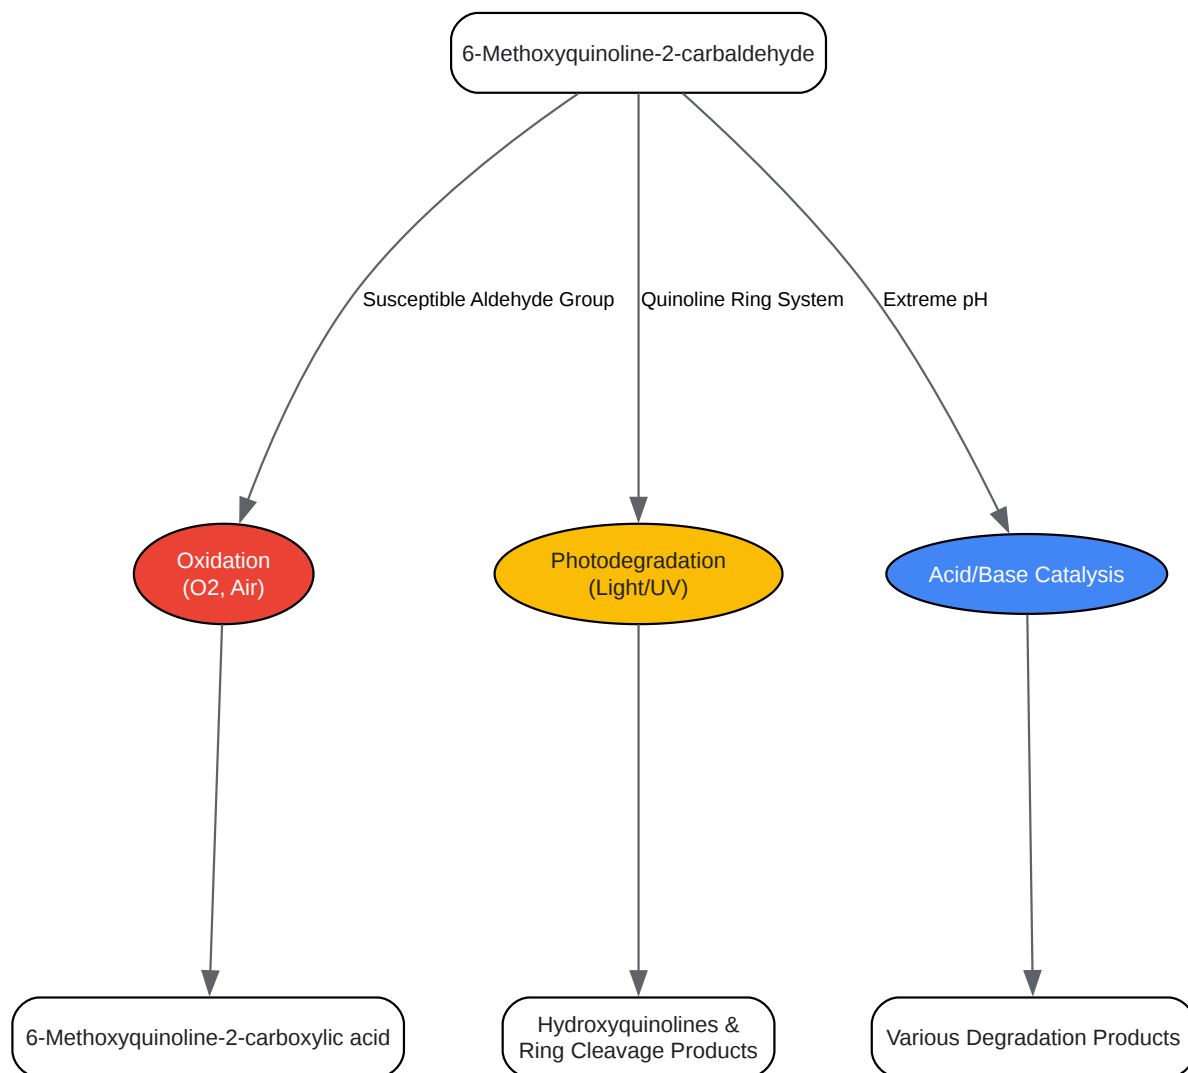 6-Methoxyquinoline-2-carbaldehyde
Susceptible Aldehyde Group
Quinoline Ring System
Extreme pH
Oxidation
(O2, Air)
Photodegradation
(Light/UV)
Acid/Base Catalysis
6-Methoxyquinoline-2-carboxylic acid
Hydroxyquinolines &
Ring Cleavage Products
Various Degradation Products